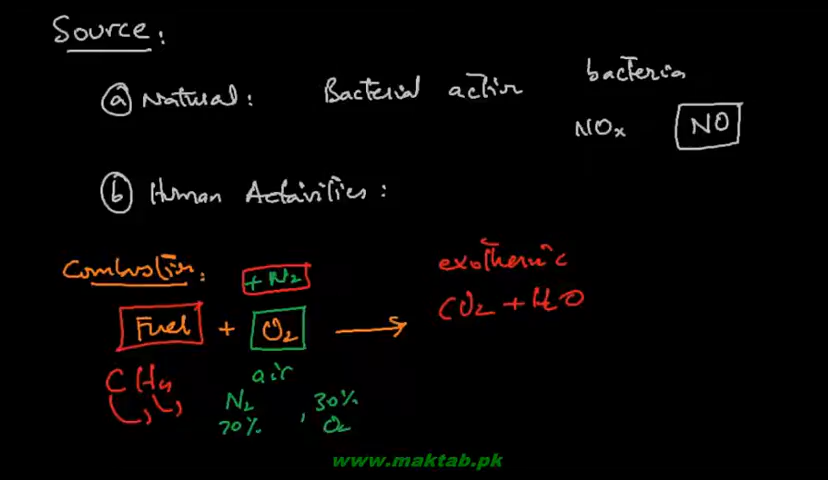 Source:
(a) Natural: Bacterial action bacteria
NOx NO
(b) Human Activities:
Combustion: + N2 exothermic
Fuel + O2 → CO2 + H2O
CH4 air
N2 , 30%
70% O2
www.maktab.pk